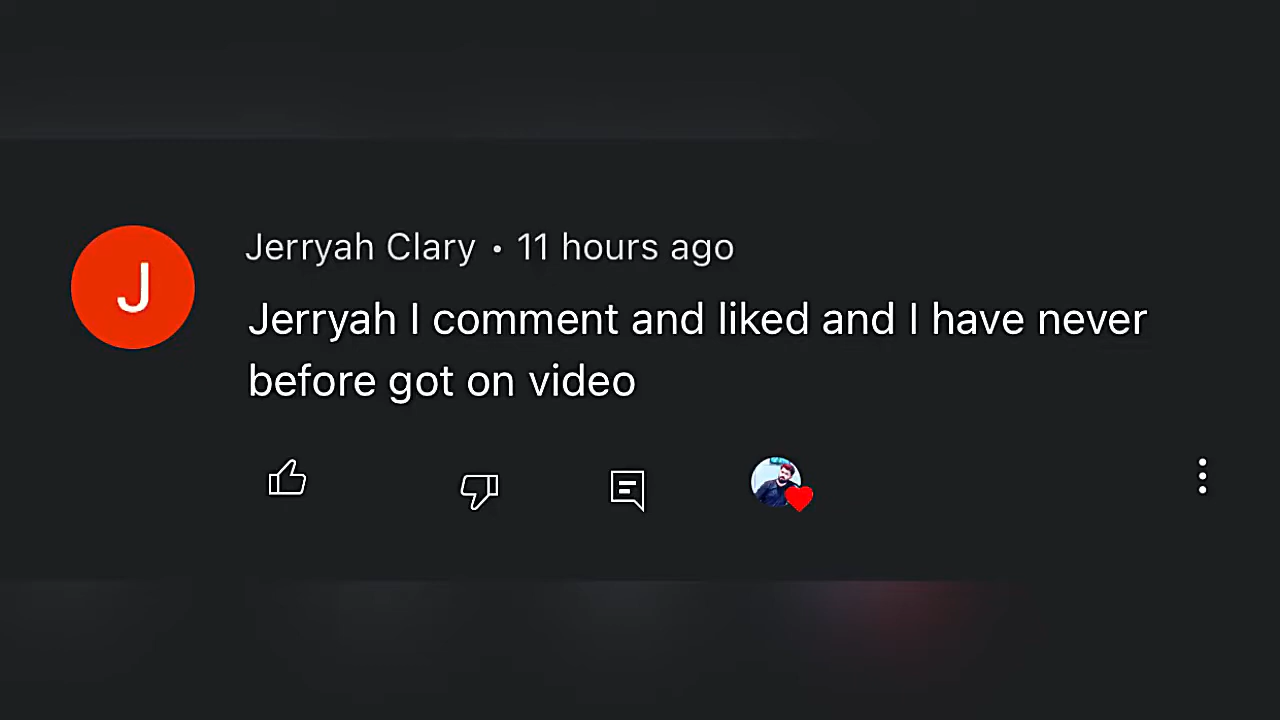 J
Jerryah Clary • 11 hours ago
Jerryah I comment and liked and I have never
before got on video